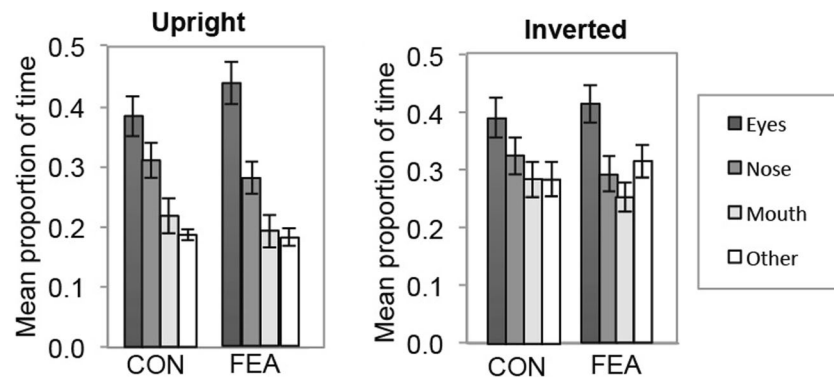 Upright
Mean proportion of time
0.5
0.4
0.3
0.2
0.1
0.0
CON FEA
Inverted
Mean proportion of time
0.5
0.4
0.3
0.2
0.1
0.0
CON FEA
Eyes
Nose
Mouth
Other